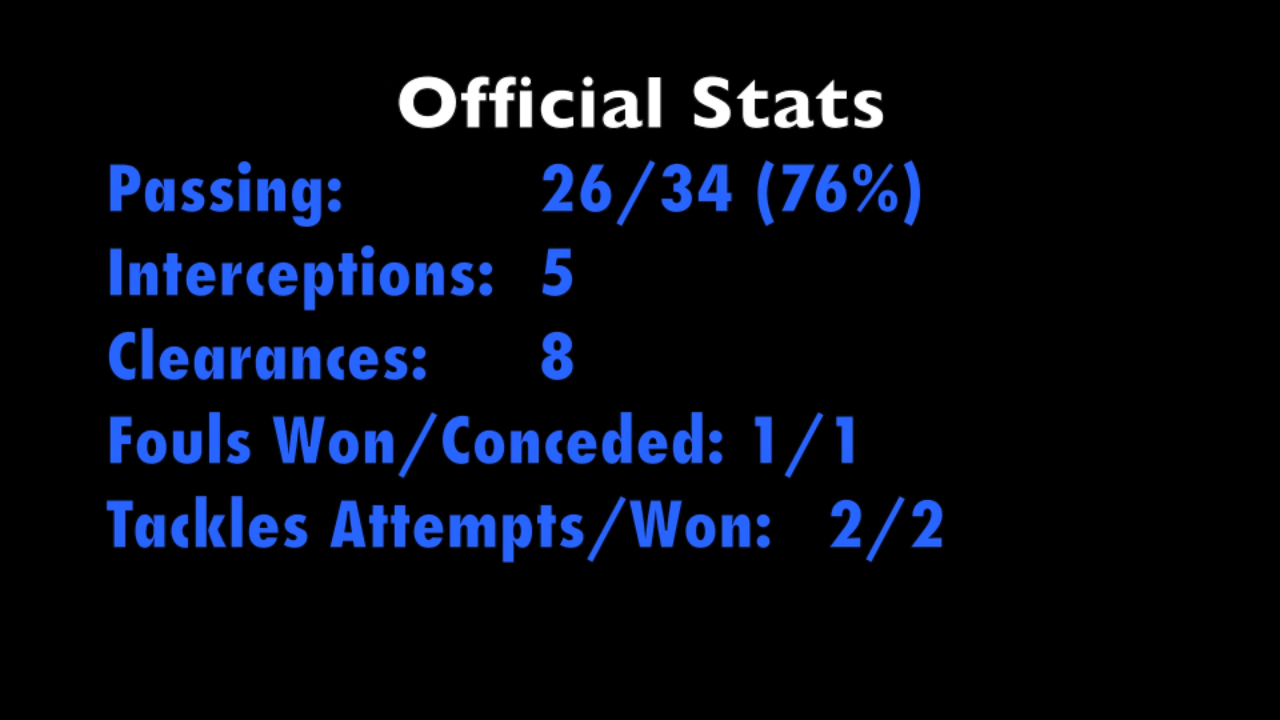 Official Stats
Passing: 26/34 (76%)
Interceptions: 5
Clearances: 8
Fouls Won/Conceded: 1/1
Tackles Attempts/Won: 2/2